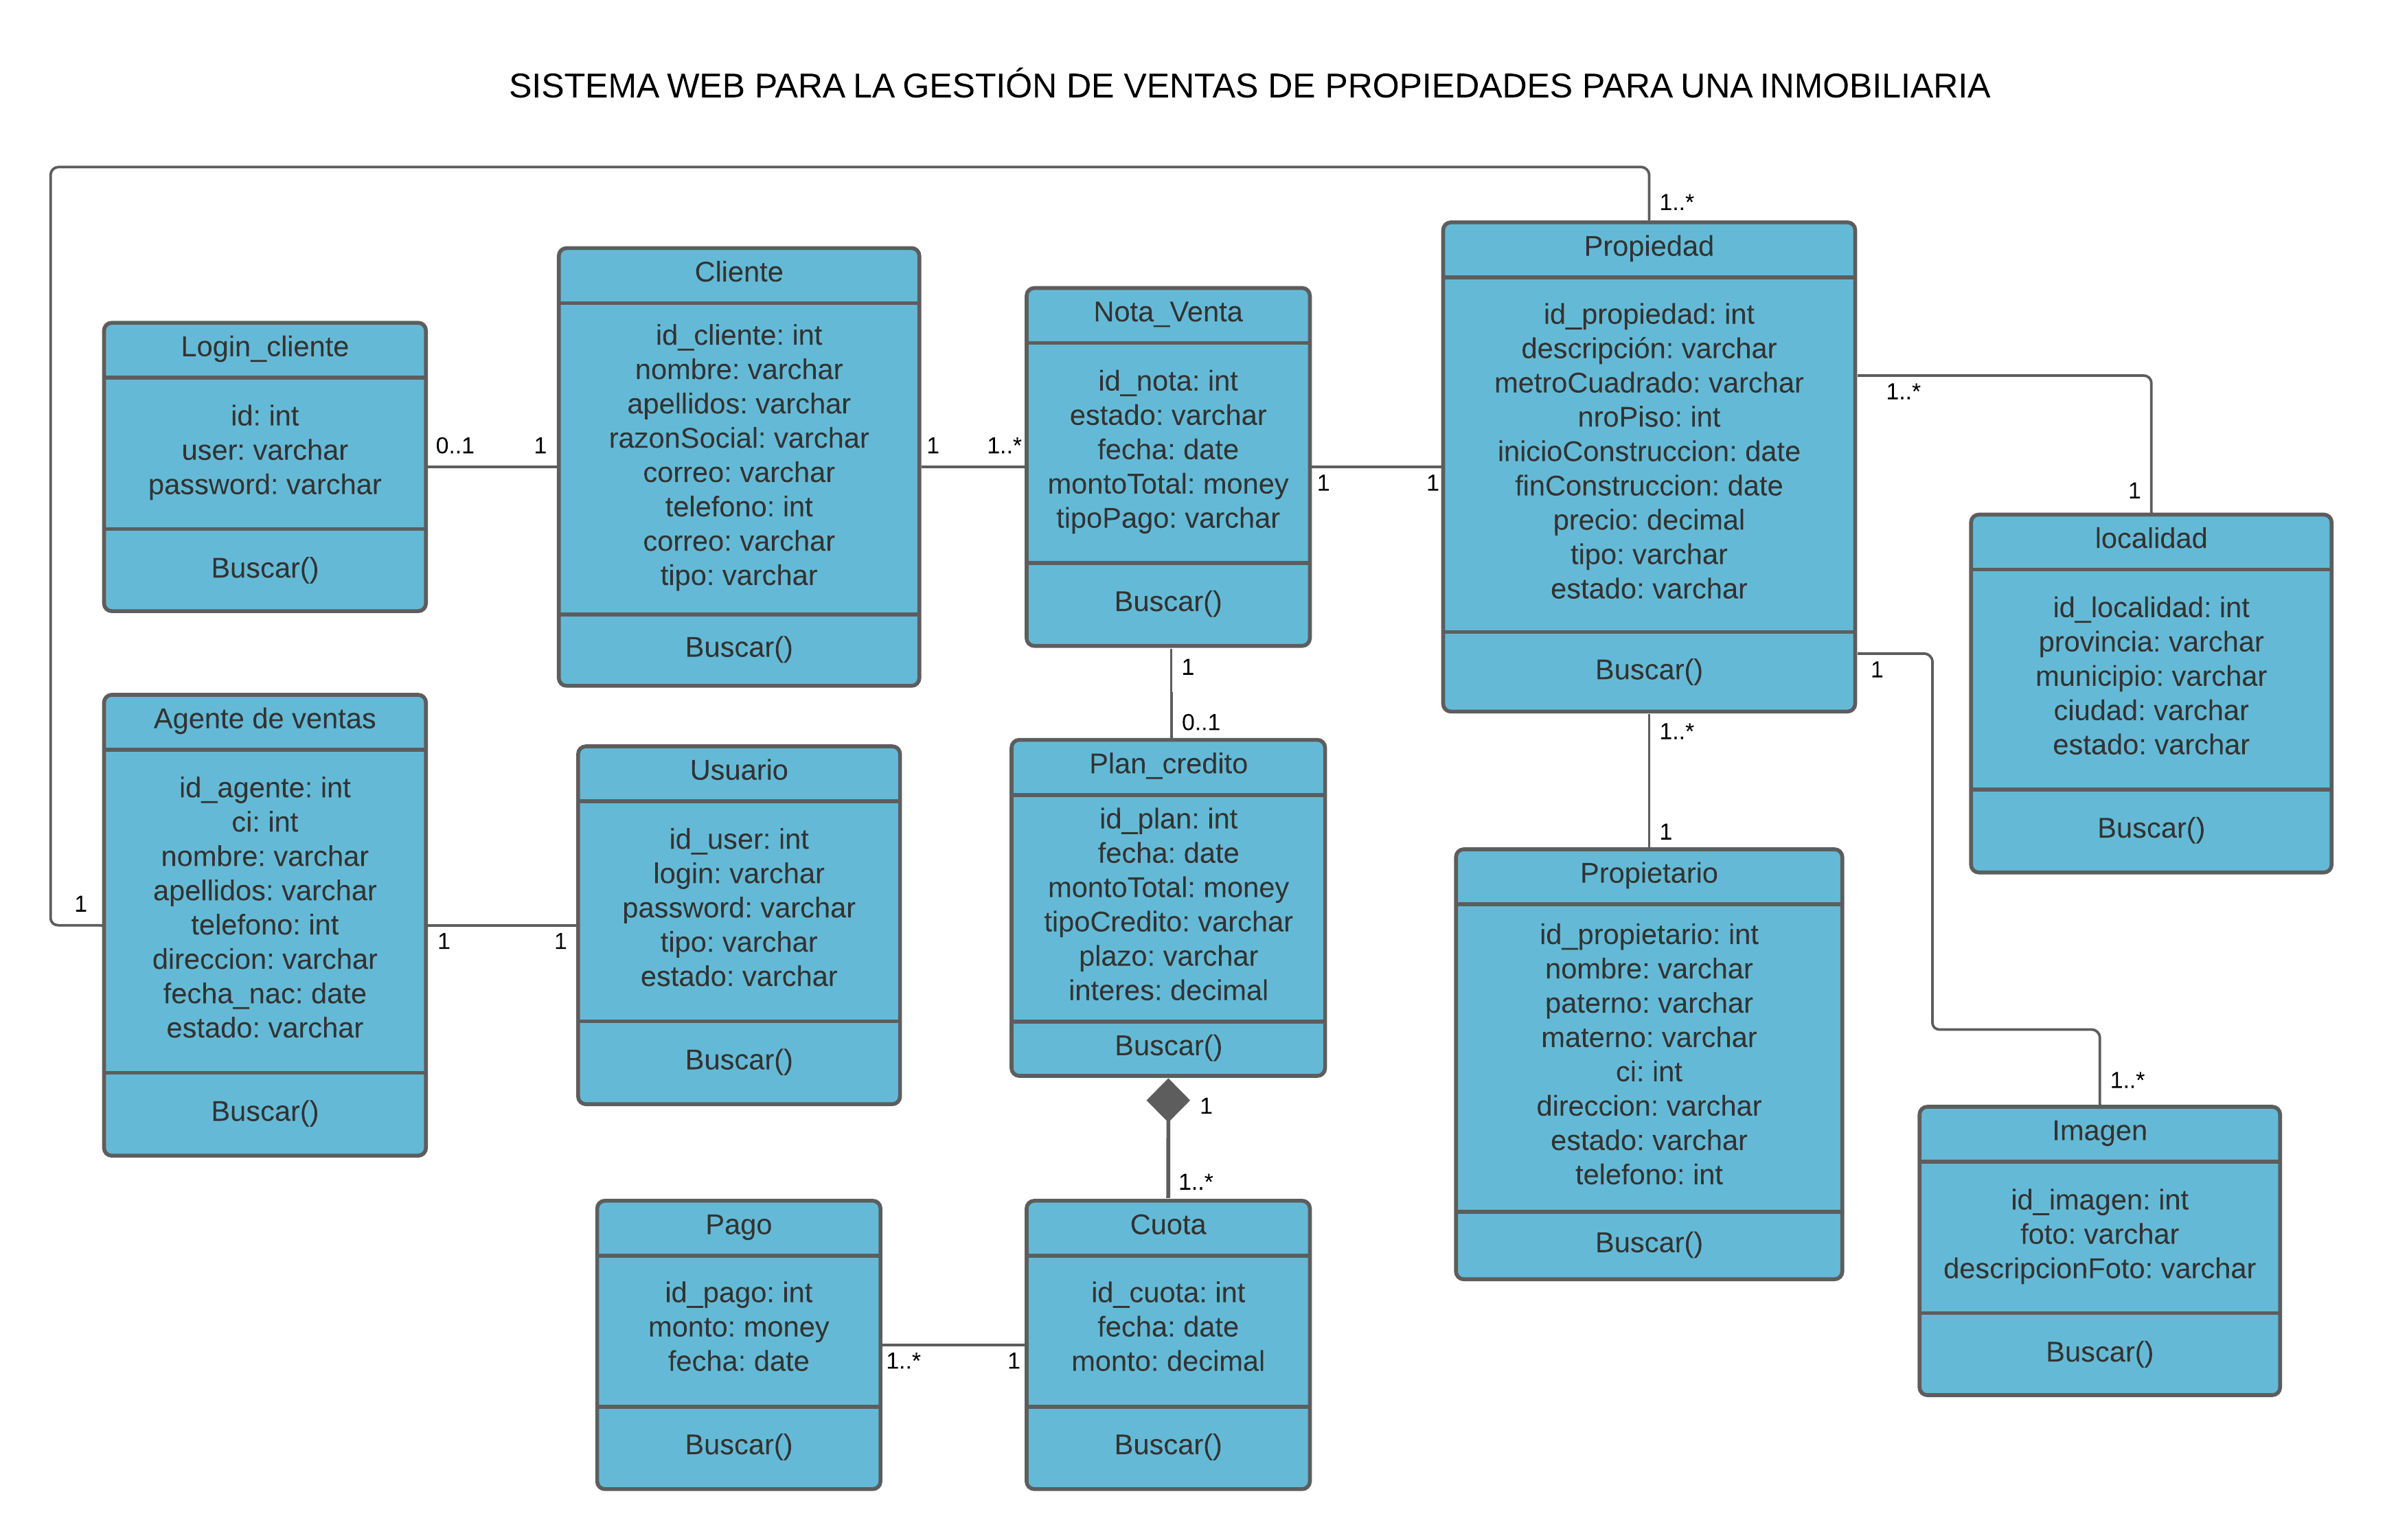 SISTEMA WEB PARA LA GESTIÓN DE VENTAS DE PROPIEDADES PARA UNA INMOBILIARIA
Login_cliente
id: int
user: varchar
password: varchar
Buscar()
0..1
1
Cliente
id_cliente: int
nombre: varchar
apellidos: varchar
razonSocial: varchar
correo: varchar
telefono: int
correo: varchar
tipo: varchar
Buscar()
1
1..*
Nota_Venta
id_nota: int
estado: varchar
fecha: date
montoTotal: money
tipoPago: varchar
Buscar()
1
1
1
0..1
1..*
Propiedad
id_propiedad: int
descripción: varchar
metroCuadrado: varchar
nroPiso: int
inicioConstruccion: date
finConstruccion: date
precio: decimal
tipo: varchar
estado: varchar
Buscar()
1..*
1
1
1..*
1
localidad
id_localidad: int
provincia: varchar
municipio: varchar
ciudad: varchar
estado: varchar
Buscar()
1
Agente de ventas
id_agente: int
ci: int
nombre: varchar
apellidos: varchar
telefono: int
direccion: varchar
fecha_nac: date
estado: varchar
Buscar()
1
1
Usuario
id_user: int
login: varchar
password: varchar
tipo: varchar
estado: varchar
Buscar()
Plan_credito
id_plan: int
fecha: date
montoTotal: money
tipoCredito: varchar
plazo: varchar
interes: decimal
Buscar()
1
1..*
Propietario
id_propietario: int
nombre: varchar
paterno: varchar
materno: varchar
ci: int
direccion: varchar
estado: varchar
telefono: int
Buscar()
1..*
Imagen
id_imagen: int
foto: varchar
descripcionFoto: varchar
Buscar()
Pago
id_pago: int
monto: money
fecha: date
Buscar()
1..*
1
Cuota
id_cuota: int
fecha: date
monto: decimal
Buscar()